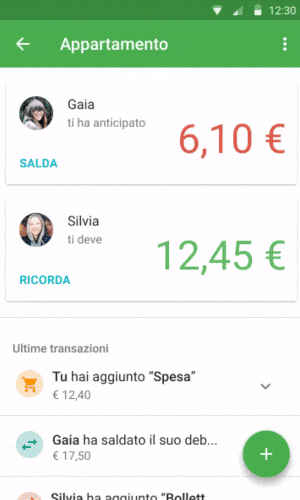 12:30
Appartamento
Gaia
ti ha anticipato
6,10 €
SALDA
Silvia
ti deve
12,45 €
RICORDA
Ultime transazioni
Tu hai aggiunto “Spesa”
€ 12,40
Gaia ha saldato il suo deb...
€ 17,50
Silvia ha aggiunto “Bollett